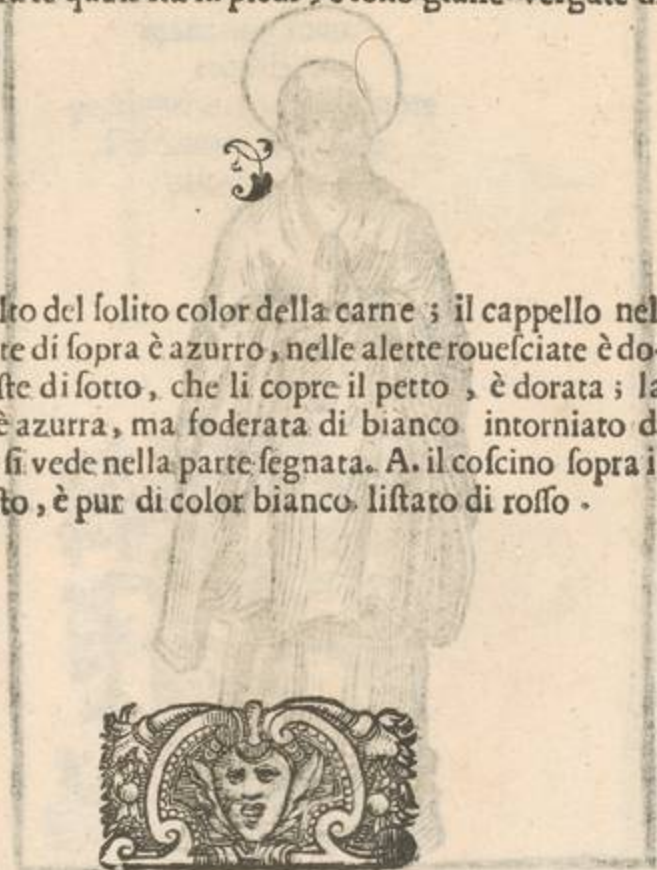 lto del ſolito color della carne ; il cappello nel
te di ſopra è azurro, nelle alette roueſciate è do-
ſte di ſotto, che li copre il petto , è dorata ; la
è azurra, ma foderata di bianco intorniato d
ſi vede nella parte ſegnata. A. il coſcino ſopra i
to, è pur di color bianco. liſtato di roſſo .